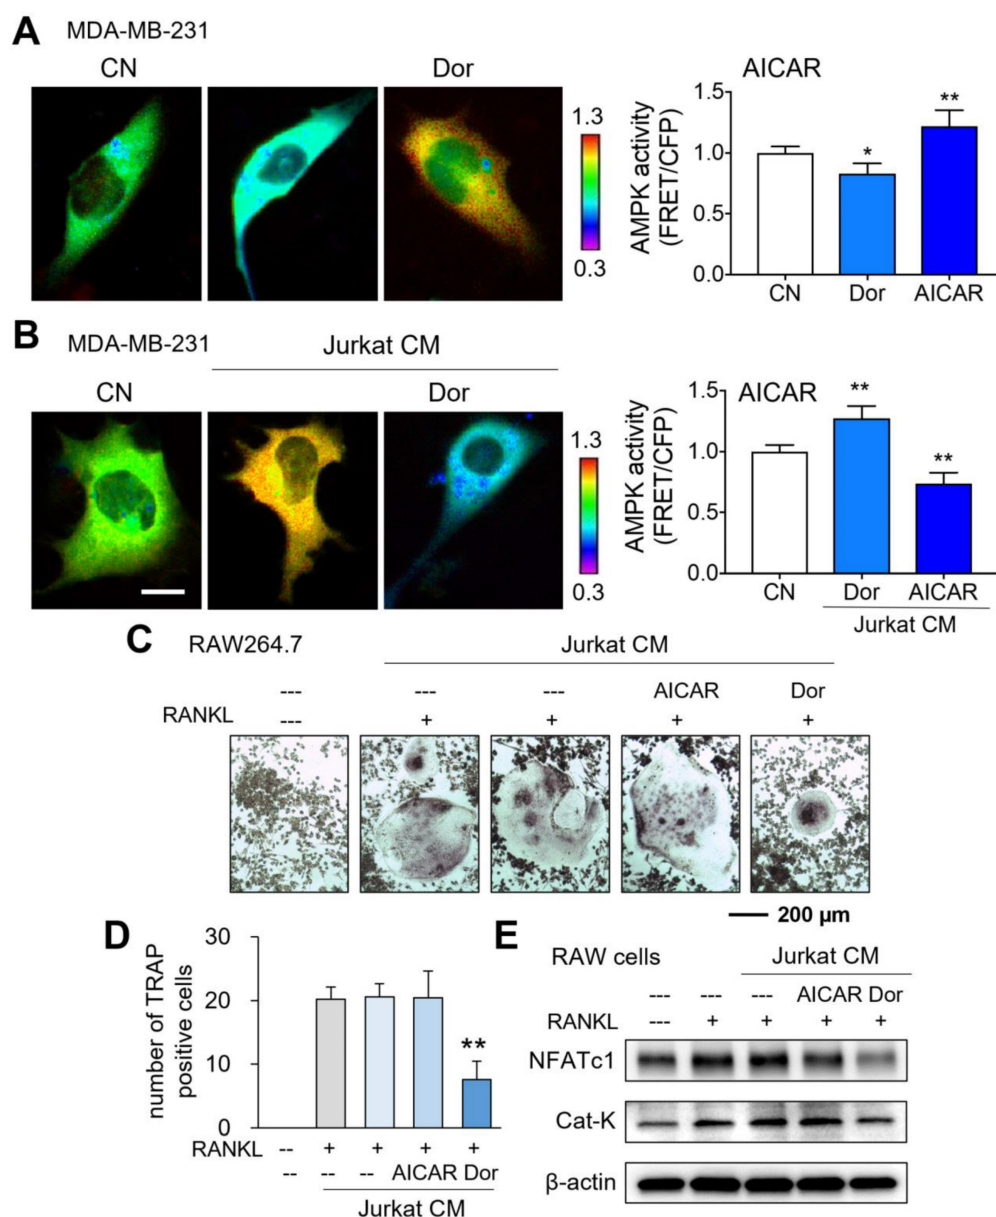 A MDA-MB-231
CN Dor AICAR
1.3
0.3
AMPK activity
(FRET/CFP)
1.5
1.0
0.5
0.0
**
*
CN Dor AICAR
B MDA-MB-231 Jurkat CM
CN Dor AICAR
1.3
0.3
AMPK activity
(FRET/CFP)
1.5
1.0
0.5
0.0
**
**
CN Dor AICAR
Jurkat CM
C RAW264.7 Jurkat CM
--- --- --- AICAR Dor
RANKL --- + + + +
200 µm
D
number of TRAP
positive cells
30
20
10
0
**
RANKL -- + + + +
-- -- -- AICAR Dor
Jurkat CM
E RAW cells Jurkat CM
--- --- --- AICAR Dor
RANKL --- + + + +
NFATc1
Cat-K
β-actin